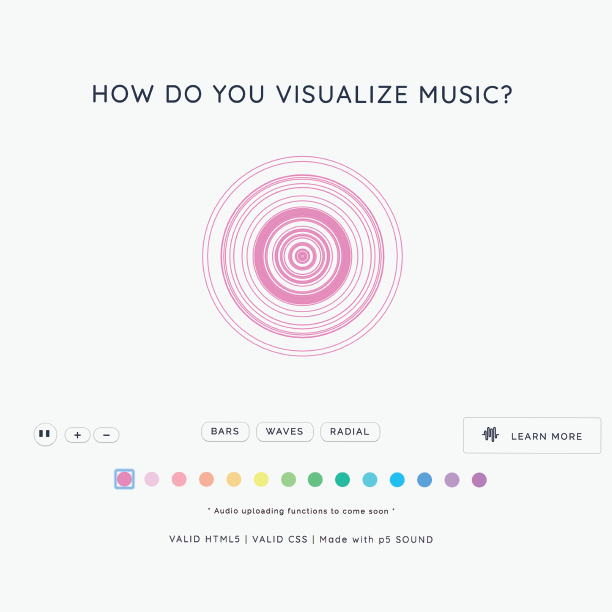 HOW DO YOU VISUALIZE MUSIC?
+ −
BARS WAVES RADIAL
LEARN MORE
* Audio uploading functions to come soon *
VALID HTML5 | VALID CSS | Made with p5 SOUND